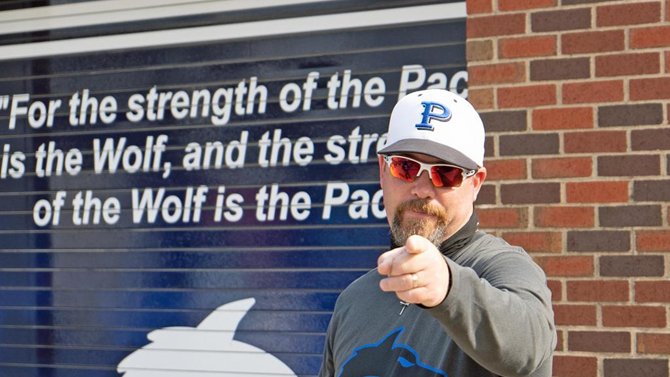 "For the strength of the Pac
is the Wolf, and the stre
of the Wolf is the Pac
P